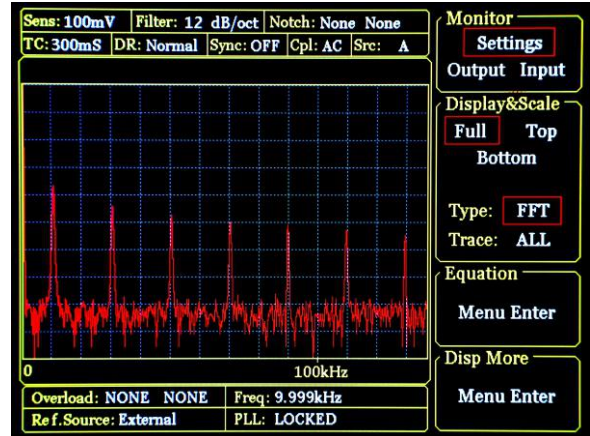 Sens: 100mV Filter: 12 dB/oct Notch: None None
TC: 300mS DR: Normal Sync: OFF Cpl: AC Src: A
0 100kHz
Overload: NONE NONE Freq: 9.999kHz
Ref.Source: External PLL: LOCKED
Monitor
Settings
Output Input
Display&Scale
Full Top
Bottom
Type: FFT
Trace: ALL
Equation
Menu Enter
Disp More
Menu Enter